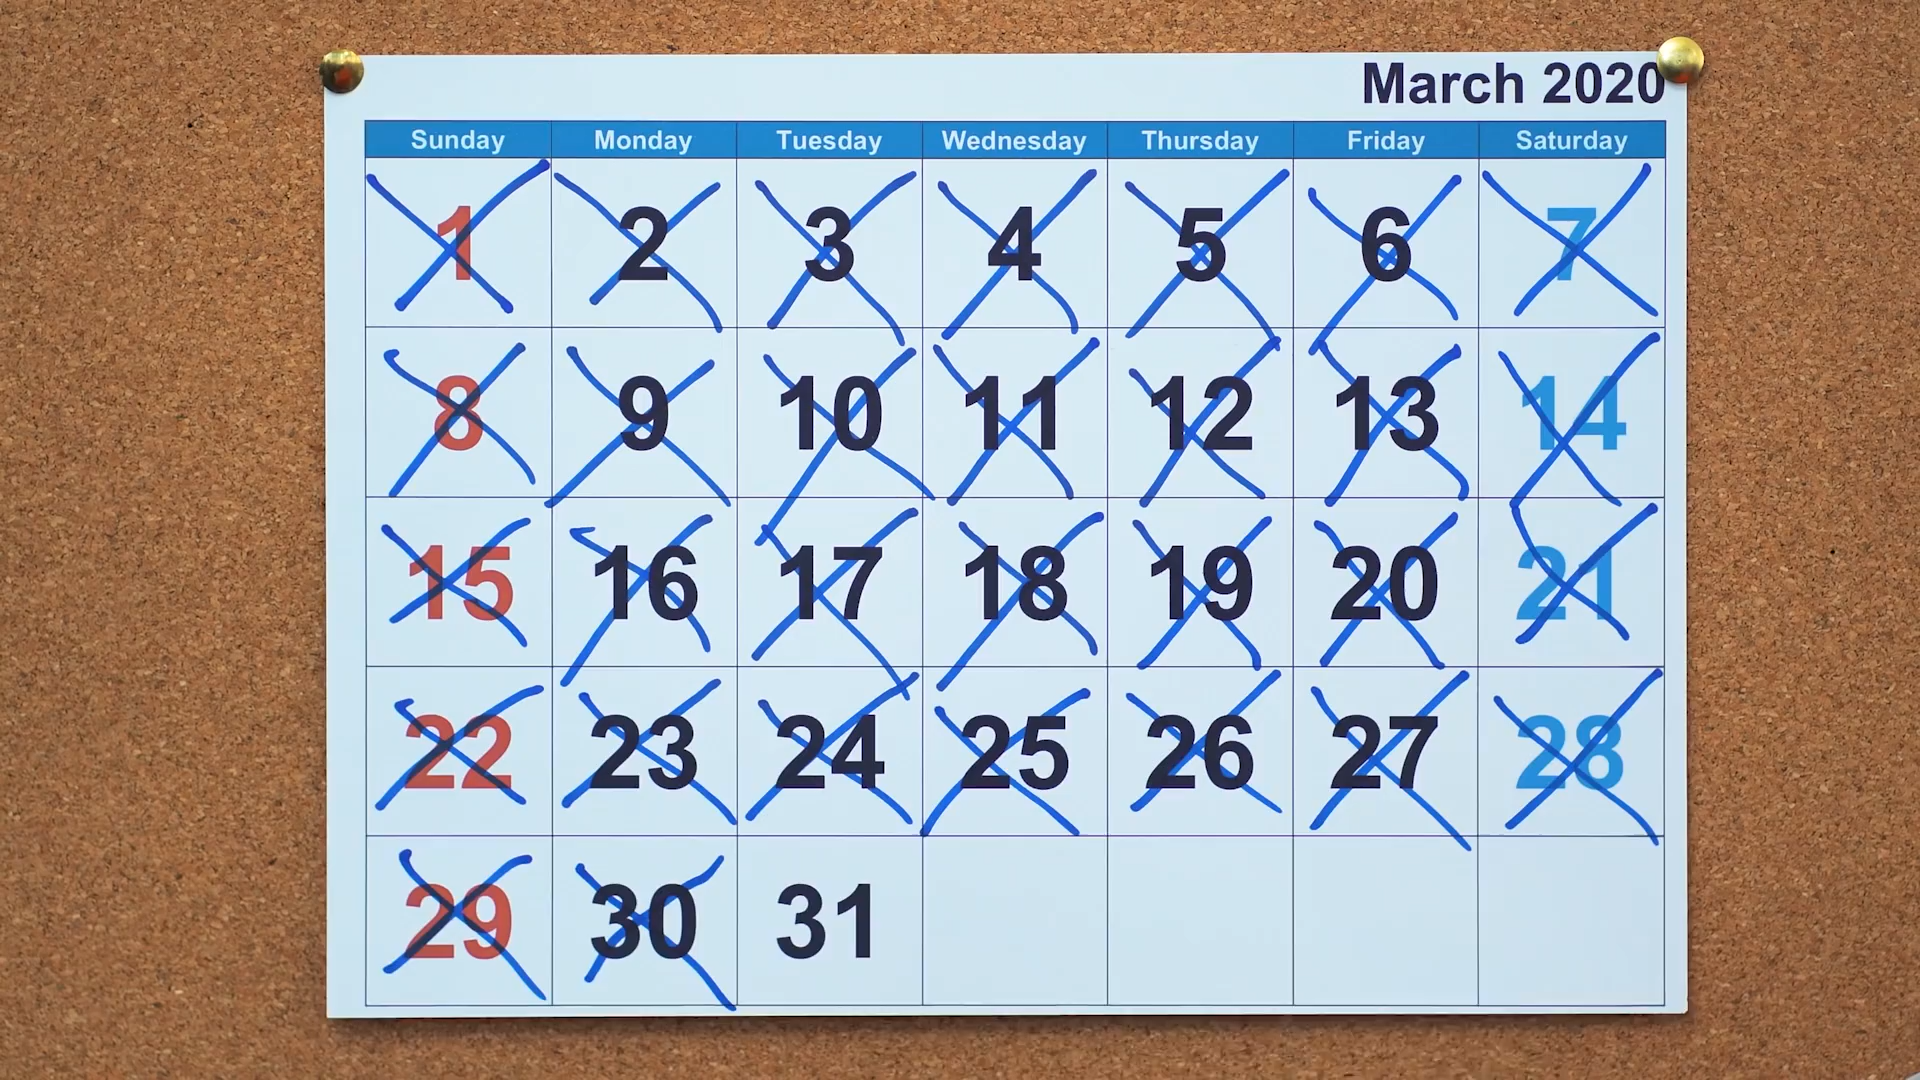 March 2020
Sunday Monday Tuesday Wednesday Thursday Friday Saturday
1 2 3 4 5 6 7
8 9 10 11 12 13 14
15 16 17 18 19 20 21
22 23 24 25 26 27 28
29 30 31